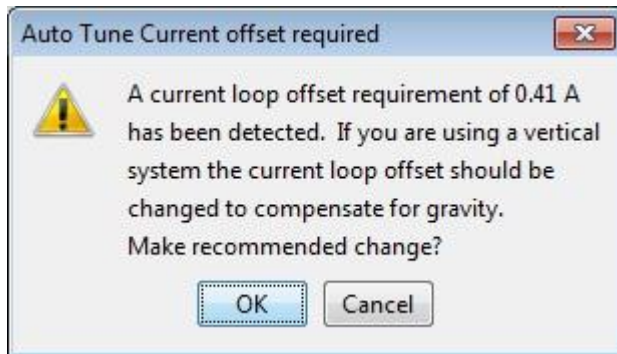 Auto Tune Current offset required
A current loop offset requirement of 0.41 A
has been detected.  If you are using a vertical
system the current loop offset should be
changed to compensate for gravity.
Make recommended change?
OK
Cancel